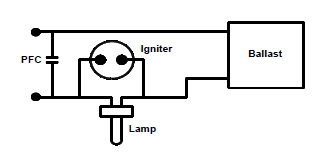 Igniter
PFC
Ballast
Lamp